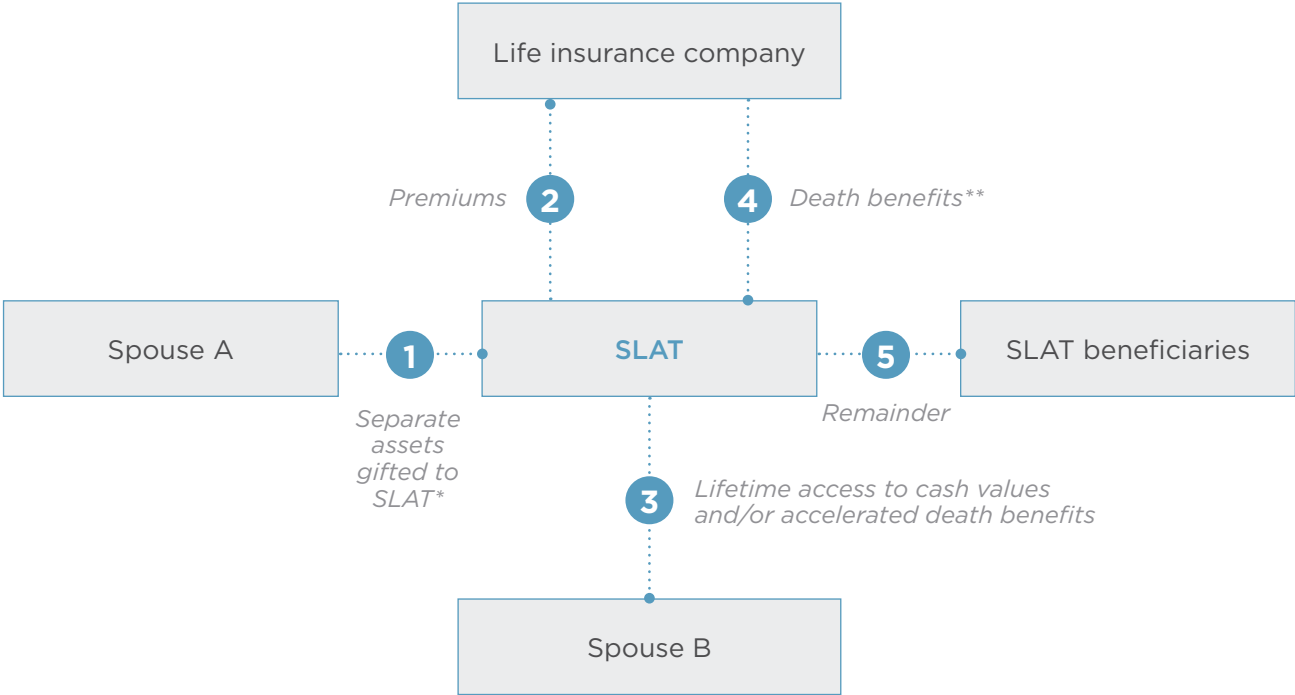 Life insurance company
Premiums
2
4
Death benefits**
Spouse A
1
SLAT
5
SLAT beneficiaries
Separate
assets
gifted to
SLAT*
Remainder
3
Lifetime access to cash values
and/or accelerated death benefits
Spouse B